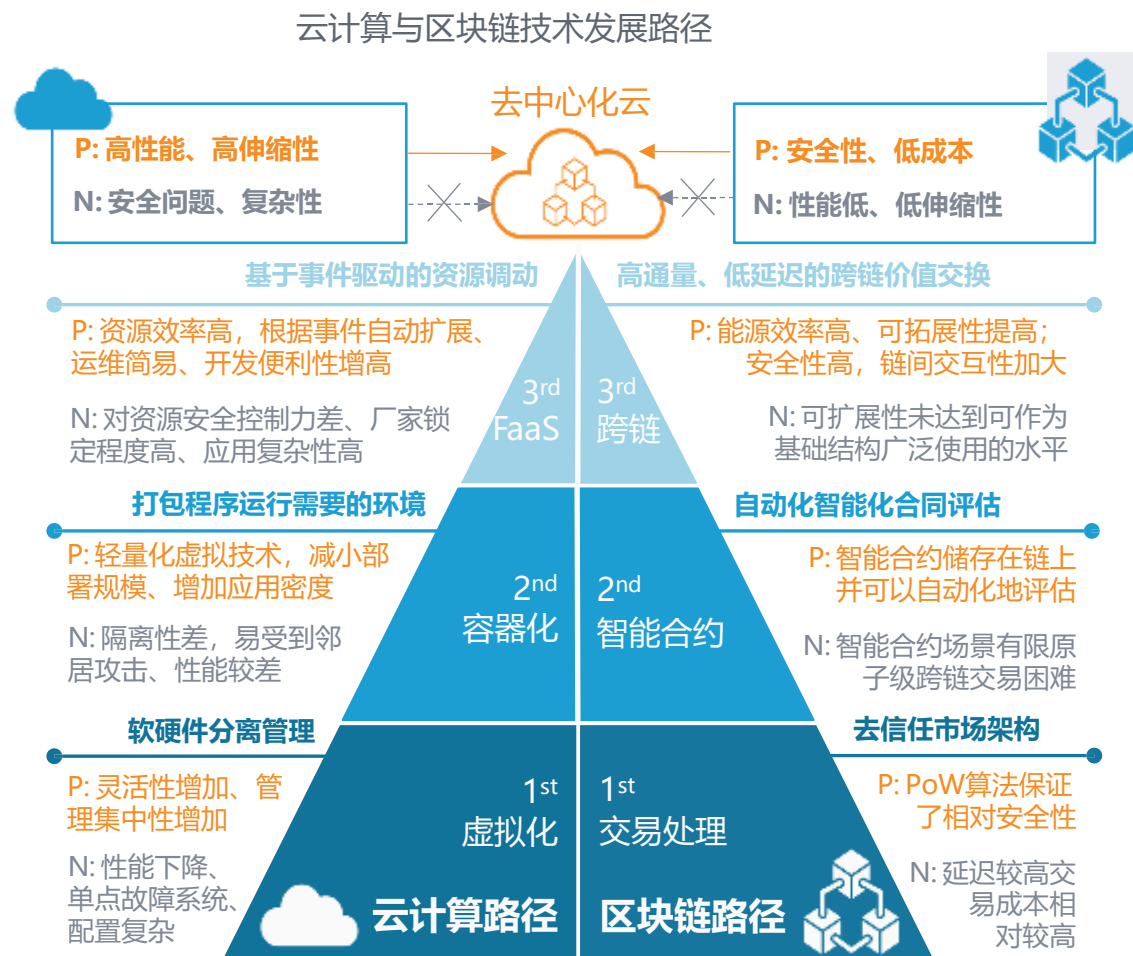 云计算与区块链技术发展路径
去中心化云
P: 高性能、高伸缩性
N: 安全问题、复杂性
P: 安全性、低成本
N: 性能低、低伸缩性
基于事件驱动的资源调动
高通量、低延迟的跨链价值交换
P: 资源效率高，根据事件自动扩展、
运维简易、开发便利性增高
N: 对资源安全控制力差、厂家锁
定程度高、应用复杂性高
3rd
FaaS
3rd
跨链
P: 能源效率高、可拓展性提高；
安全性高，链间交互性加大
N: 可扩展性未达到可作为
基础结构广泛使用的水平
打包程序运行需要的环境
自动化智能化合同评估
P: 轻量化虚拟技术，减小部
署规模、增加应用密度
N: 隔离性差，易受到邻
居攻击、性能较差
2nd
容器化
2nd
智能合约
P: 智能合约储存在链上
并可以自动化地评估
N: 智能合约场景有限原
子级跨链交易困难
软硬件分离管理
去信任市场架构
P: 灵活性增加、管
理集中性增加
N: 性能下降、
单点故障系统、
配置复杂
1st
虚拟化
1st
交易处理
P: PoW算法保证
了相对安全性
N: 延迟较高交
易成本相
对较高
云计算路径
区块链路径